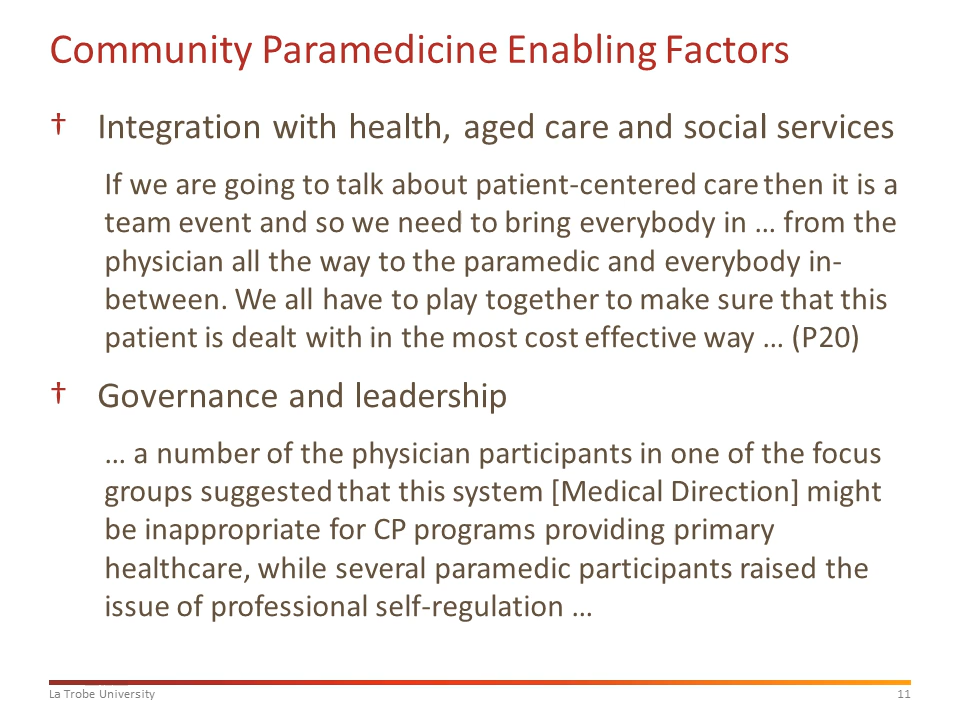 Community Paramedicine Enabling Factors
† Integration with health, aged care and social services
If we are going to talk about patient-centered care then it is a
team event and so we need to bring everybody in … from the
physician all the way to the paramedic and everybody in-
between. We all have to play together to make sure that this
patient is dealt with in the most cost effective way … (P20)
† Governance and leadership
… a number of the physician participants in one of the focus
groups suggested that this system [Medical Direction] might
be inappropriate for CP programs providing primary
healthcare, while several paramedic participants raised the
issue of professional self-regulation …
La Trobe University 11